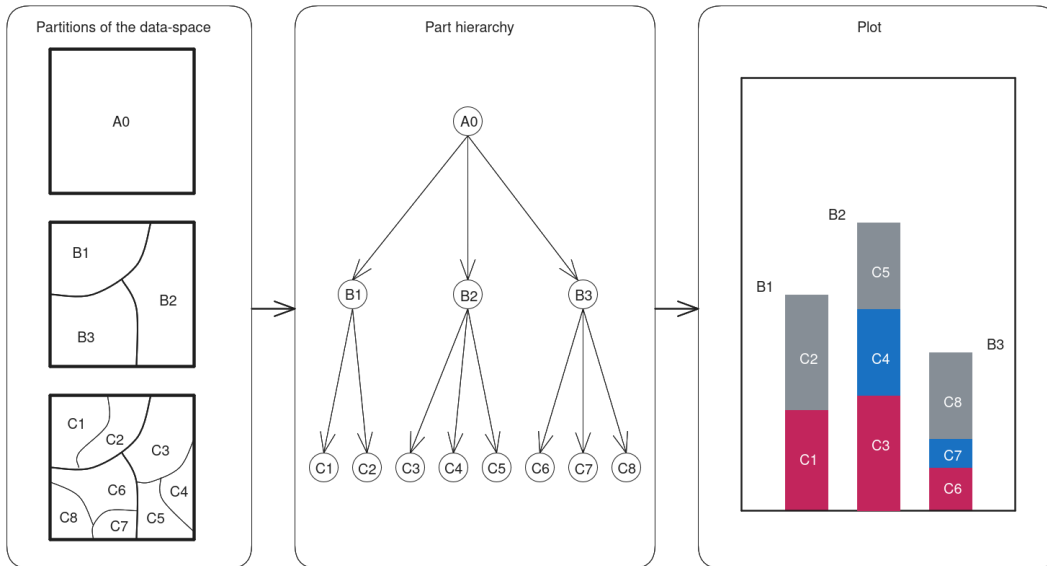 Partitions of the data-space
A0
B1
B2
B3
C1
C2
C3
C6
C4
C8
C7
C5
Part hierarchy
A0
B1
B2
B3
C1
C2
C3
C4
C5
C6
C7
C8
Plot
B2
B1
B3
C5
C2
C4
C8
C1
C3
C7
C6